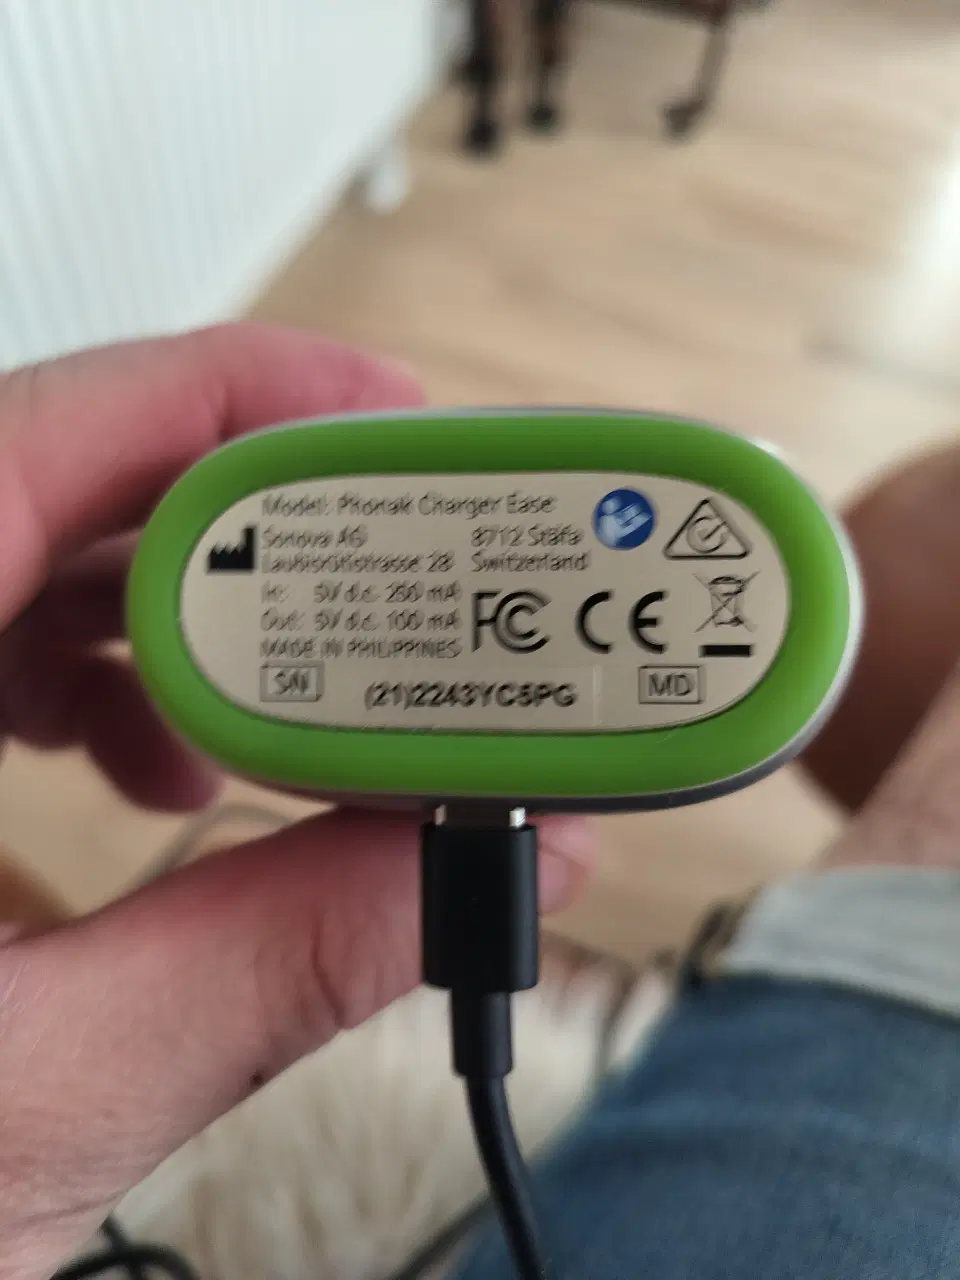 Model: Phonak Charger Ease
Sonova AG 8712 Stäfa
Laubisrütistrasse 28 Switzerland
In: 5V d.c. 250 mA
Out: 5V d.c. 100 mA
MADE IN PHILIPPINES
FC CE
SN (21)2243YC5PG MD